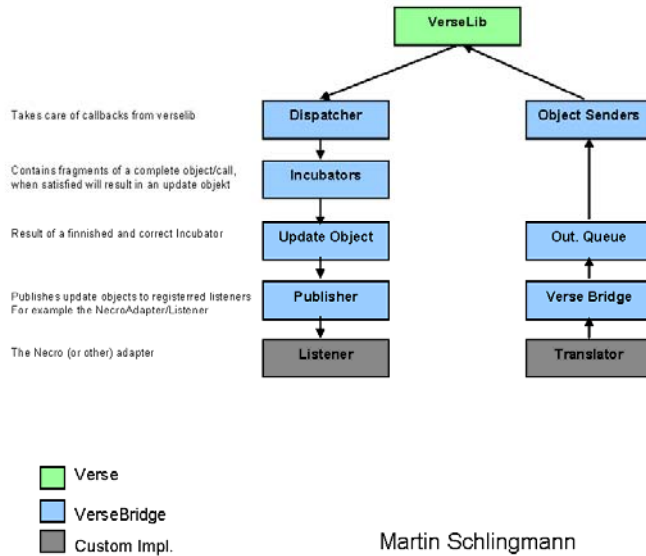 VerseLib
Takes care of callbacks from verselib
Dispatcher
Object Senders
Contains fragments of a complete object/call,
when satisfied will result in an update objekt
Incubators
Result of a finnished and correct Incubator
Update Object
Out. Queue
Publishes update objects to registerred listeners
For example the NecroAdapter/Listener
Publisher
Verse Bridge
The Necro (or other) adapter
Listener
Translator
Verse
VerseBridge
Custom Impl.
Martin Schlingmann